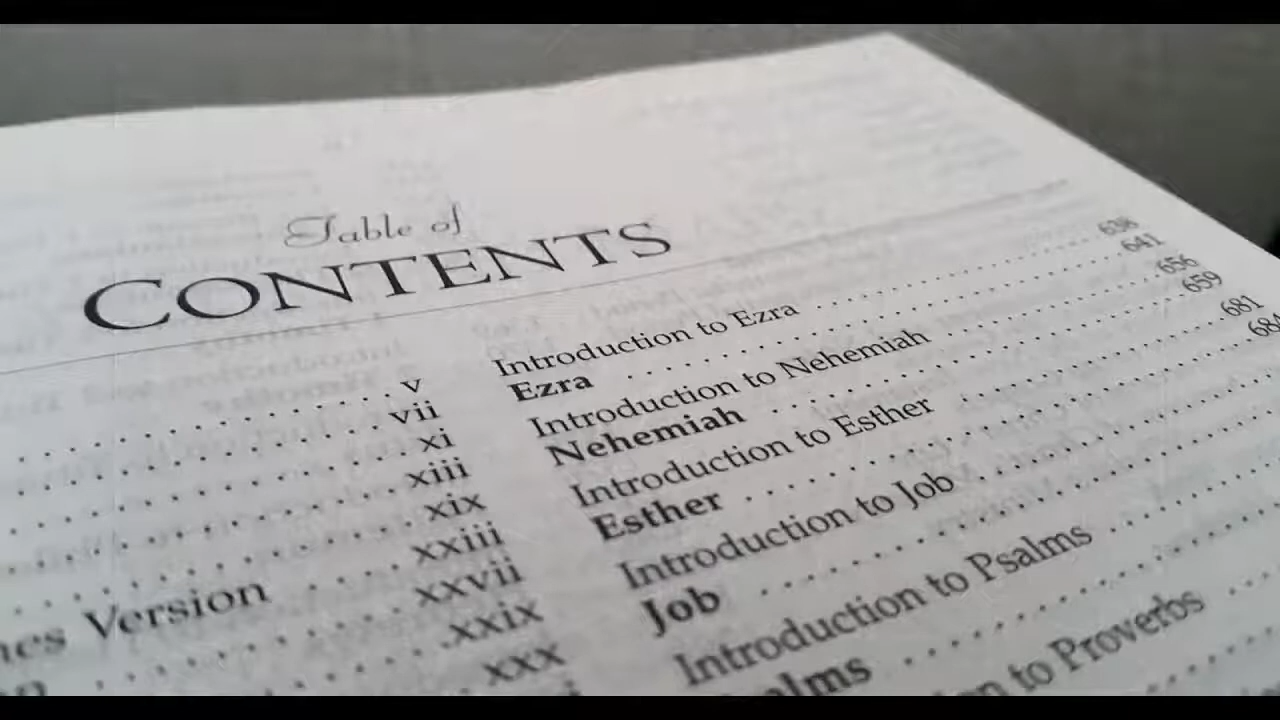 Table of
CONTENTS
v
vii
xi
xiii
xix
xxiii
Version xxvii
xxix
xxx
Introduction to Ezra 638
Ezra 641
Introduction to Nehemiah 656
Nehemiah 659
Introduction to Esther 681
Esther
Introduction to Job
Job
Introduction to Psalms
to Proverbs